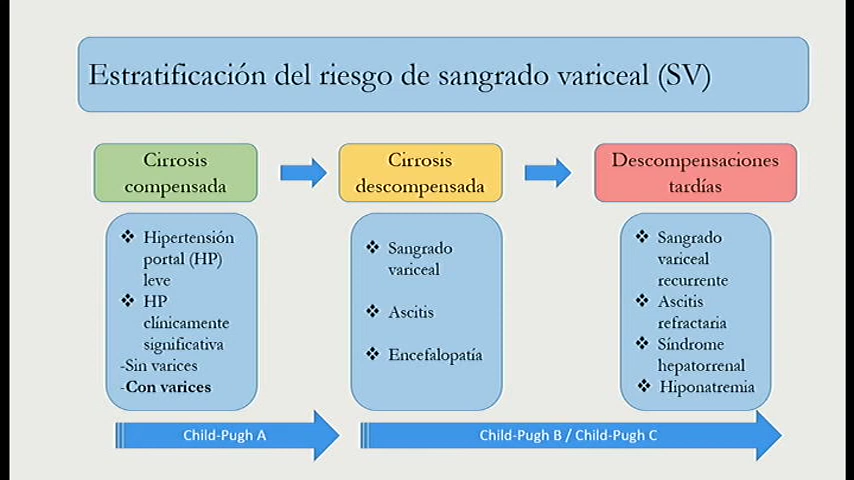 Estratificación del riesgo de sangrado variceal (SV)
Cirrosis
compensada
❖ Hipertensión
portal (HP)
leve
❖ HP
clínicamente
significativa
-Sin varices
-Con varices
Cirrosis
descompensada
❖ Sangrado
variceal
❖ Ascitis
❖ Encefalopatía
Descompensaciones
tardías
❖ Sangrado
variceal
recurrente
❖ Ascitis
refractaria
❖ Síndrome
hepatorrenal
❖ Hiponatremia
Child-Pugh A
Child-Pugh B / Child-Pugh C